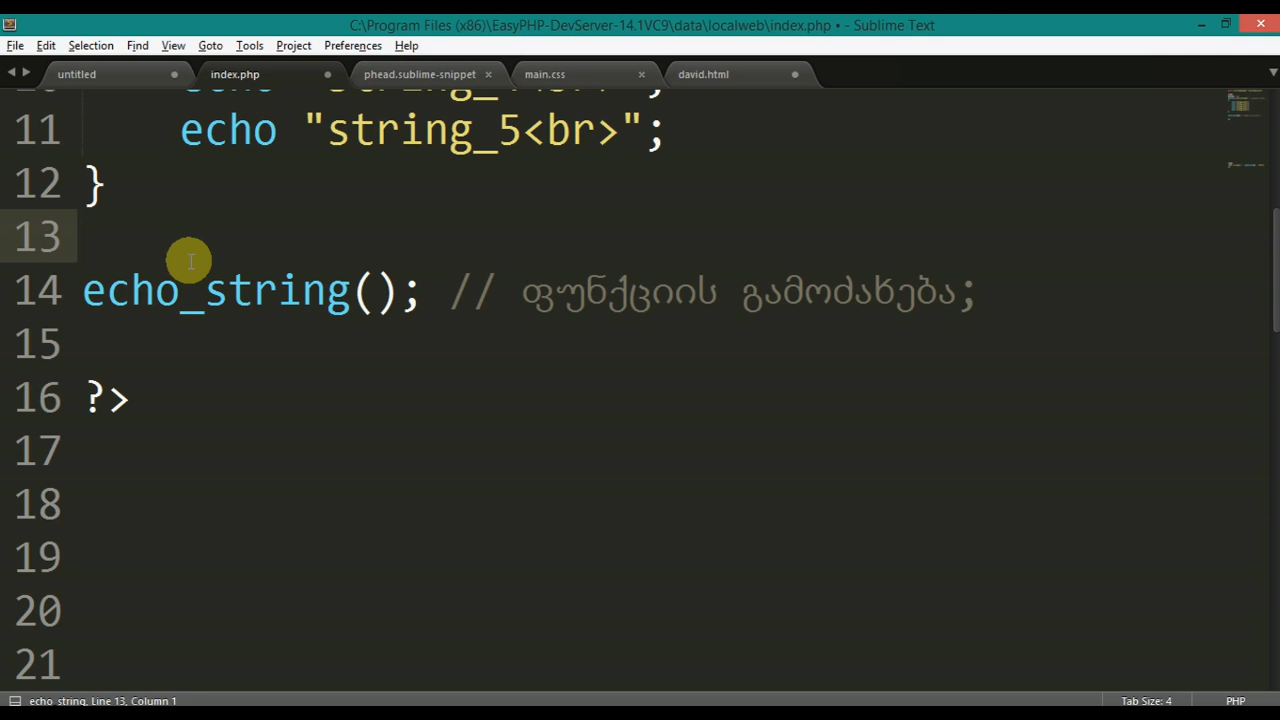 C:\Program Files (x86)\EasyPHP-DevServer-14.1VC9\data\localweb\index.php • - Sublime Text
File Edit Selection Find View Goto Tools Project Preferences Help
untitled index.php phead.sublime-snippet main.css david.html
11 echo "string_5<br>";
12 }
13
14 echo_string(); // ფუნქციის გამოძახება;
15
16 ?>
17
18
19
20
21
echo_string, Line 13, Column 1 Tab Size: 4 PHP